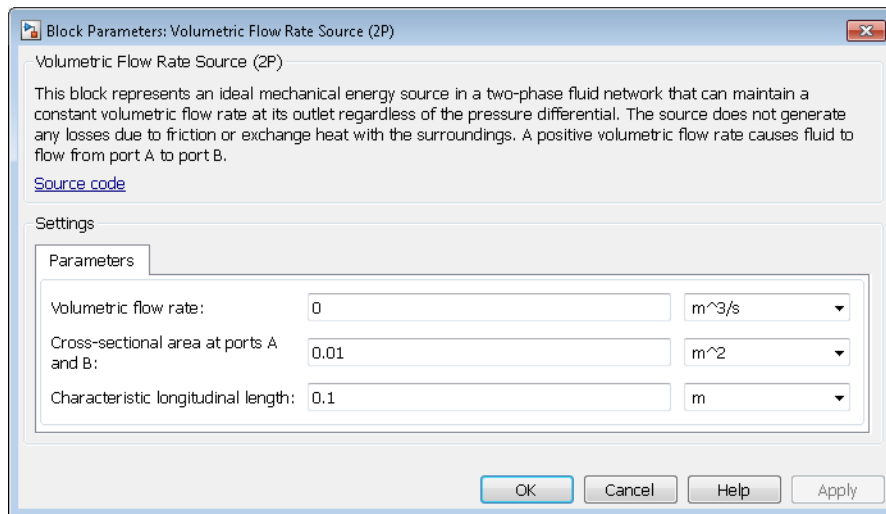 Block Parameters: Volumetric Flow Rate Source (2P)
Volumetric Flow Rate Source (2P)
This block represents an ideal mechanical energy source in a two-phase fluid network that can maintain a
constant volumetric flow rate at its outlet regardless of the pressure differential. The source does not generate
any losses due to friction or exchange heat with the surroundings. A positive volumetric flow rate causes fluid to
flow from port A to port B.
Source code
Settings
Parameters
Volumetric flow rate: 0 m^3/s
Cross-sectional area at ports A
and B: 0.01 m^2
Characteristic longitudinal length: 0.1 m
OK Cancel Help Apply